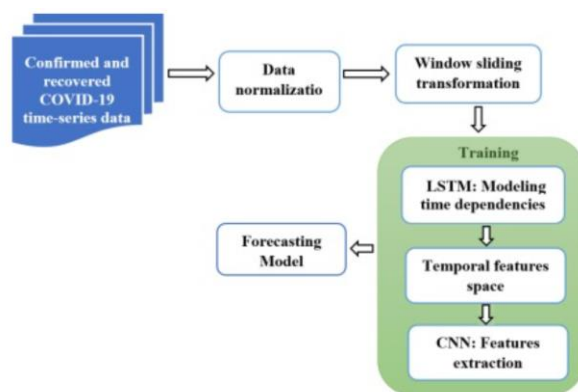 Confirmed and
recovered
COVID-19
time-series data
Data
normalizatio
Window sliding
transformation
Training
LSTM: Modeling
time dependencies
Temporal features
space
CNN: Features
extraction
Forecasting
Model